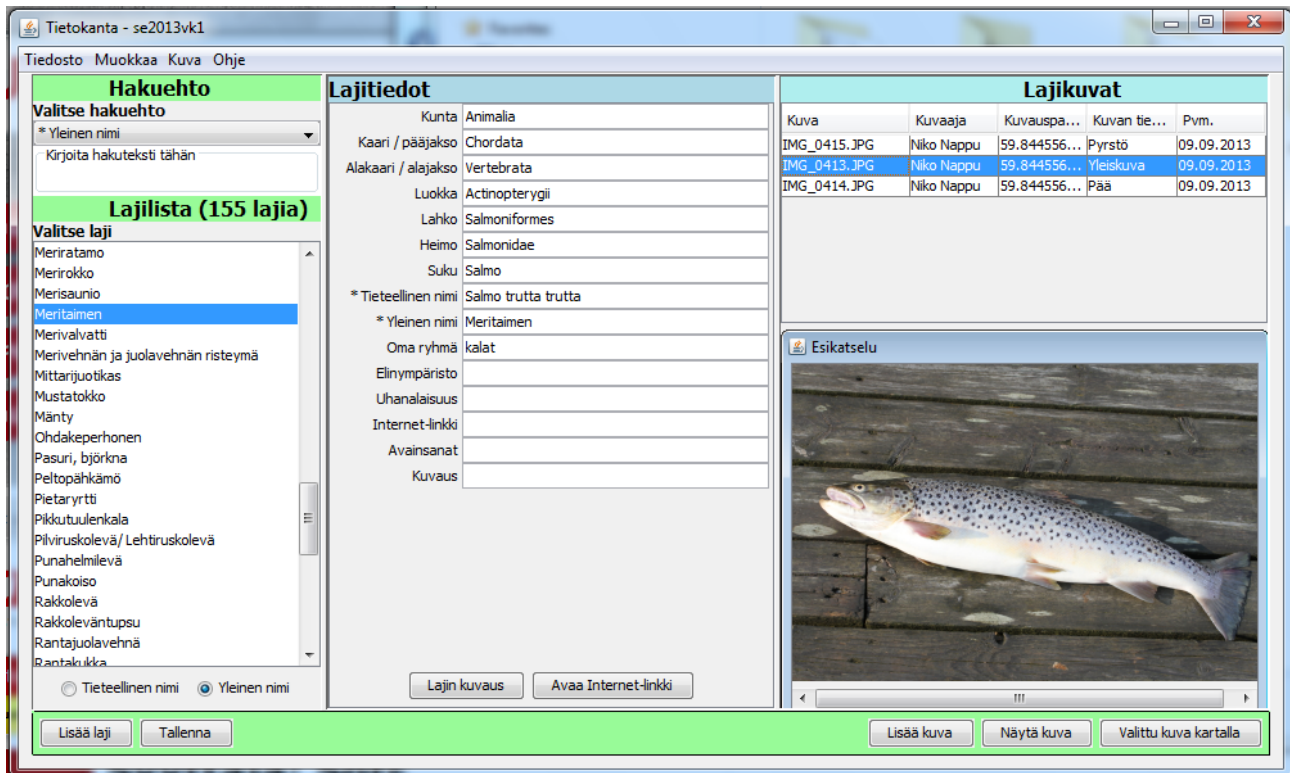 Tietokanta - se2013vk1
Tiedosto Muokkaa Kuva Ohje
Hakuehto
Valitse hakuehto
* Yleinen nimi
Kirjoita hakuteksti tähän
Lajilista (155 lajia)
Valitse laji
Meriratamo
Merirokko
Merisaunio
Meritaimen
Merivalvatti
Merivehnän ja juolavehnän risteymä
Mittarijuotikas
Mustatokko
Mänty
Ohdakeperhonen
Pasuri, björkna
Peltopähkämö
Pietaryrtti
Pikkutuulenkala
Pilviruskolevä/ Lehtiruskolevä
Punahelmilevä
Punakoiso
Rakkolevä
Rakkoleväntupsu
Rantajuolavehnä
Rantakukka
Tieteellinen nimi Yleinen nimi
Lajitiedot
Kunta Animalia
Kaari / pääjakso Chordata
Alakaari / alajakso Vertebrata
Luokka Actinopterygii
Lahko Salmoniformes
Heimo Salmonidae
Suku Salmo
* Tieteellinen nimi Salmo trutta trutta
* Yleinen nimi Meritaimen
Oma ryhmä kalat
Elinympäristo
Uhanalaisuus
Internet-linkki
Avainsanat
Kuvaus
Lajin kuvaus Avaa Internet-linkki
Lajikuvat
Kuva Kuvaaja Kuvauspa... Kuvan tie... Pvm.
IMG_0415.JPG Niko Nappu 59.844556... Pyrstö 09.09.2013
IMG_0413.JPG Niko Nappu 59.844556... Yleiskuva 09.09.2013
IMG_0414.JPG Niko Nappu 59.844556... Pää 09.09.2013
Esikatselu
Lisää laji Tallenna Lisää kuva Näytä kuva Valittu kuva kartalla